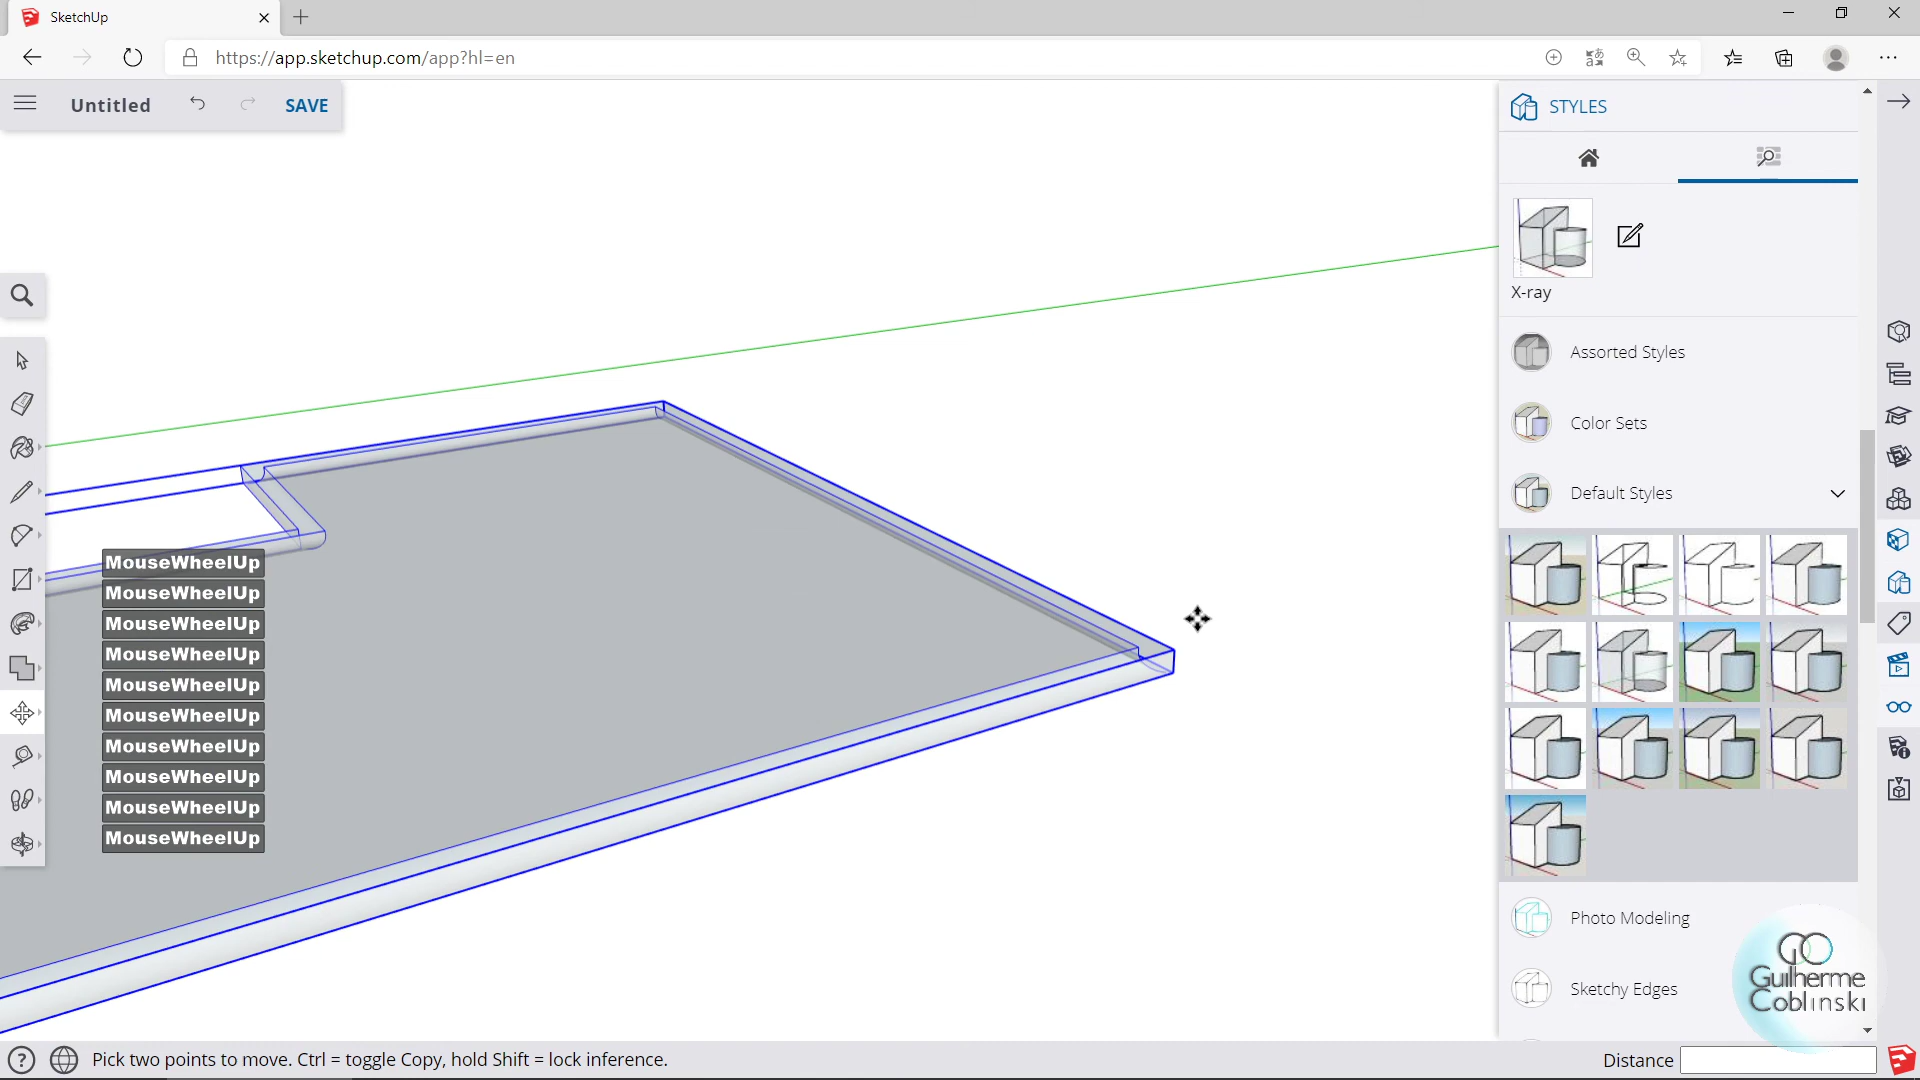 SketchUp
https://app.sketchup.com/app?hl=en
Untitled
SAVE
STYLES
X-ray
Assorted Styles
Color Sets
Default Styles
MouseWheelUp
MouseWheelUp
MouseWheelUp
MouseWheelUp
MouseWheelUp
MouseWheelUp
MouseWheelUp
MouseWheelUp
MouseWheelUp
MouseWheelUp
Photo Modeling
Sketchy Edges
Guilherme
Coblinski
Pick two points to move. Ctrl = toggle Copy, hold Shift = lock inference.
Distance